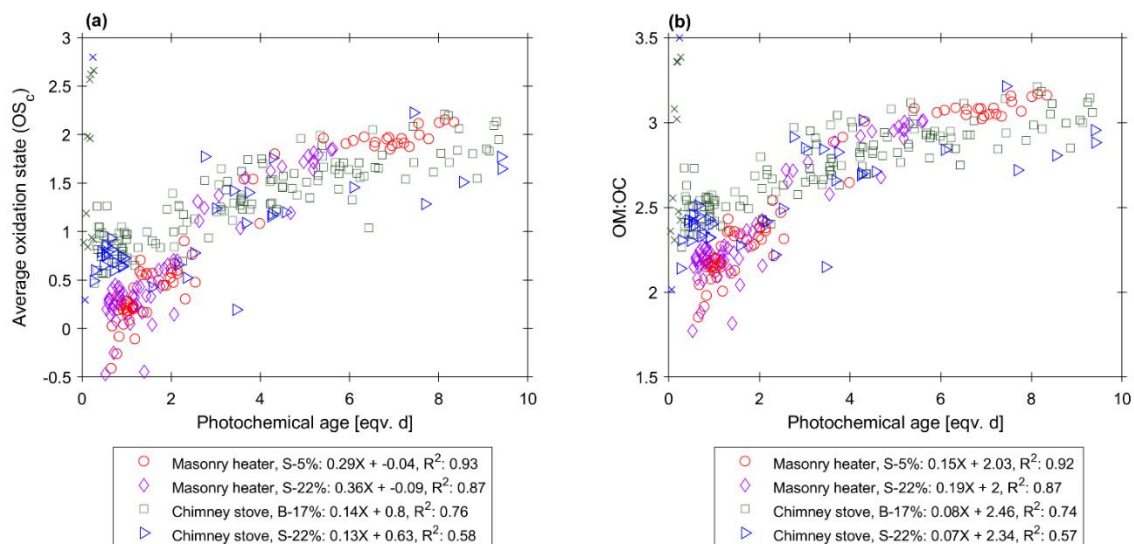 (a)
3
2.5
2
1.5
1
0.5
0
-0.5
Average oxidation state (OSc)
0 2 4 6 8 10
Photochemical age [eqv. d]
Masonry heater, S-5%: 0.29X + -0.04, R2: 0.93
Masonry heater, S-22%: 0.36X + -0.09, R2: 0.87
Chimney stove, B-17%: 0.14X + 0.8, R2: 0.76
Chimney stove, S-22%: 0.13X + 0.63, R2: 0.58
(b)
3.5
3
2.5
2
1.5
OM:OC
0 2 4 6 8 10
Photochemical age [eqv. d]
Masonry heater, S-5%: 0.15X + 2.03, R2: 0.92
Masonry heater, S-22%: 0.19X + 2, R2: 0.87
Chimney stove, B-17%: 0.08X + 2.46, R2: 0.74
Chimney stove, S-22%: 0.07X + 2.34, R2: 0.57